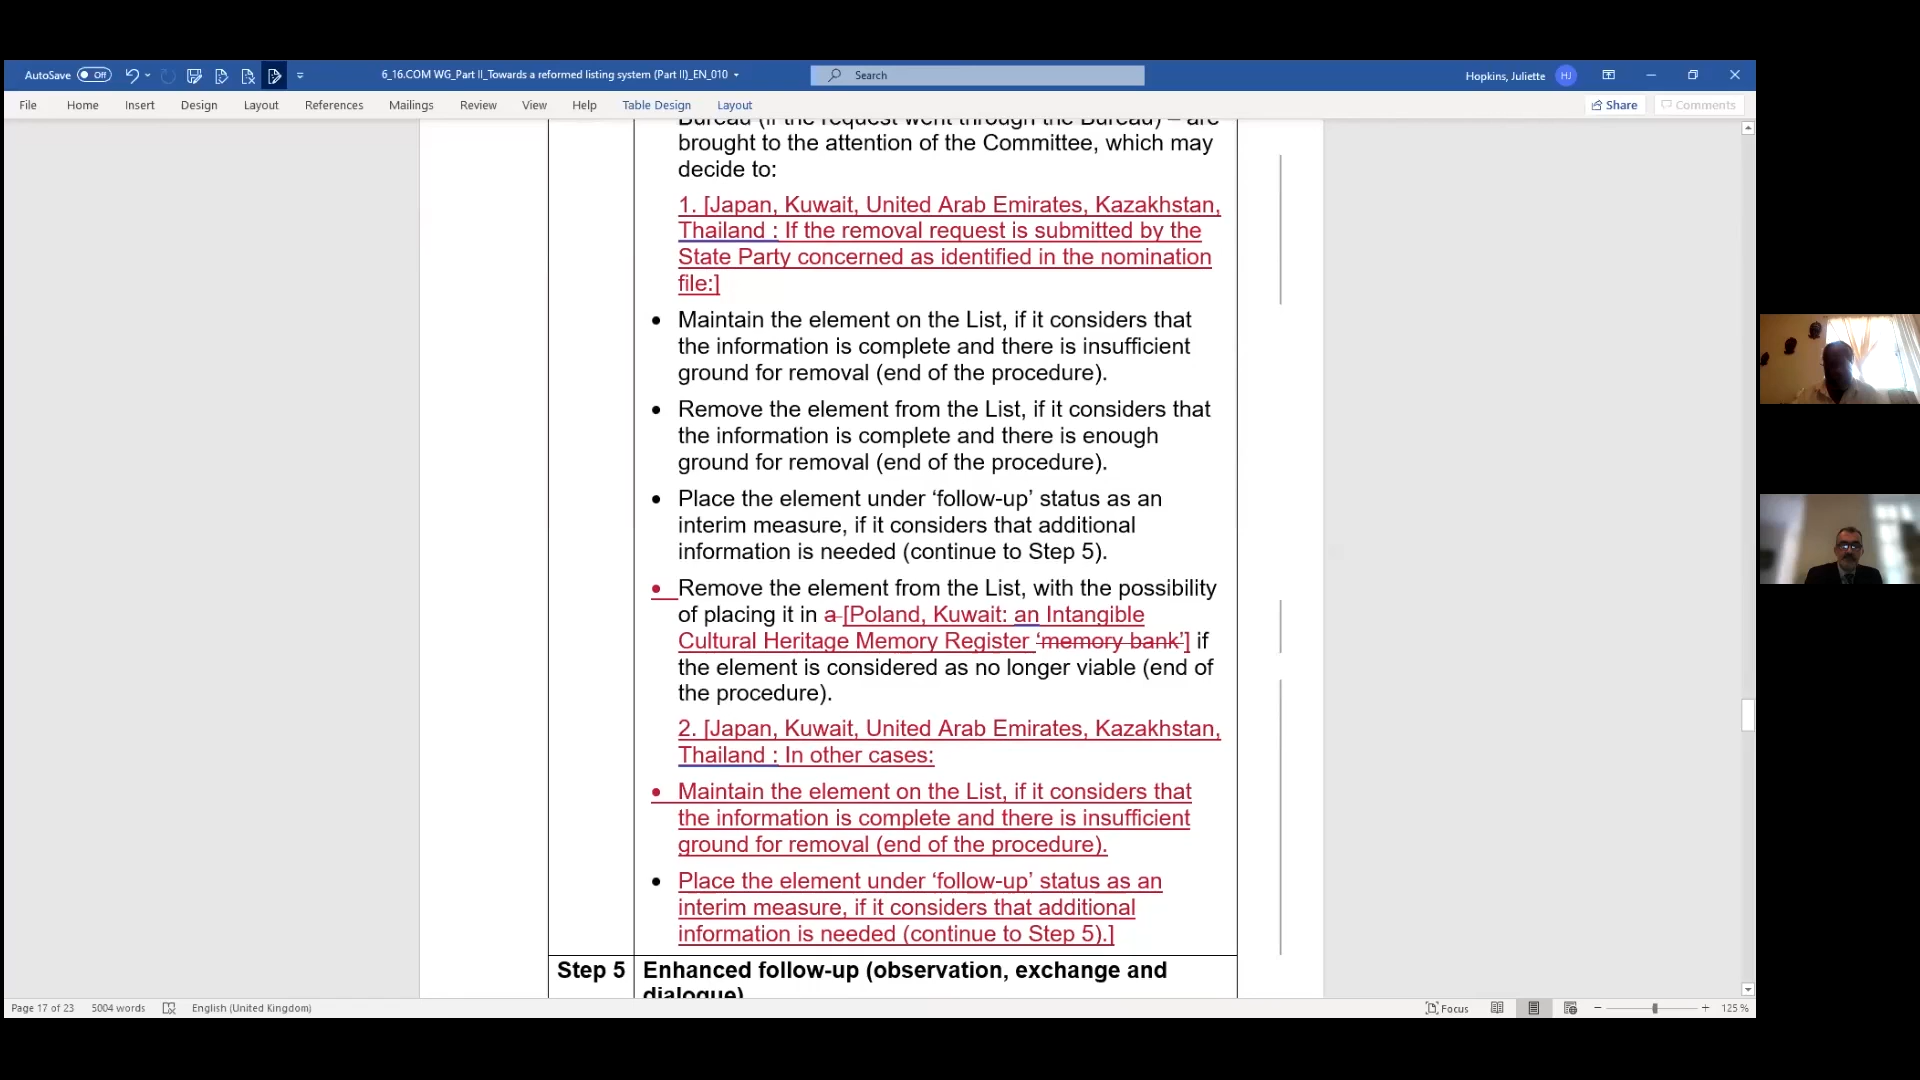 AutoSave Off 6_16.COM WG_Part II_Towards a reformed listing system (Part II)_EN_010 Search Hopkins, Juliette HJ
File Home Insert Design Layout References Mailings Review View Help Table Design Layout Share Comments
Bureau (if the request went through the Bureau) – are
brought to the attention of the Committee, which may
decide to:
1. [Japan, Kuwait, United Arab Emirates, Kazakhstan,
Thailand : If the removal request is submitted by the
State Party concerned as identified in the nomination
file:]
• Maintain the element on the List, if it considers that
the information is complete and there is insufficient
ground for removal (end of the procedure).
• Remove the element from the List, if it considers that
the information is complete and there is enough
ground for removal (end of the procedure).
• Place the element under ‘follow-up’ status as an
interim measure, if it considers that additional
information is needed (continue to Step 5).
• Remove the element from the List, with the possibility
of placing it in a [Poland, Kuwait: an Intangible
Cultural Heritage Memory Register ‘memory bank’] if
the element is considered as no longer viable (end of
the procedure).
2. [Japan, Kuwait, United Arab Emirates, Kazakhstan,
Thailand : In other cases:
• Maintain the element on the List, if it considers that
the information is complete and there is insufficient
ground for removal (end of the procedure).
• Place the element under ‘follow-up’ status as an
interim measure, if it considers that additional
information is needed (continue to Step 5).]
Step 5 Enhanced follow-up (observation, exchange and
dialogue)
Page 17 of 23 5004 words English (United Kingdom) Focus 125 %